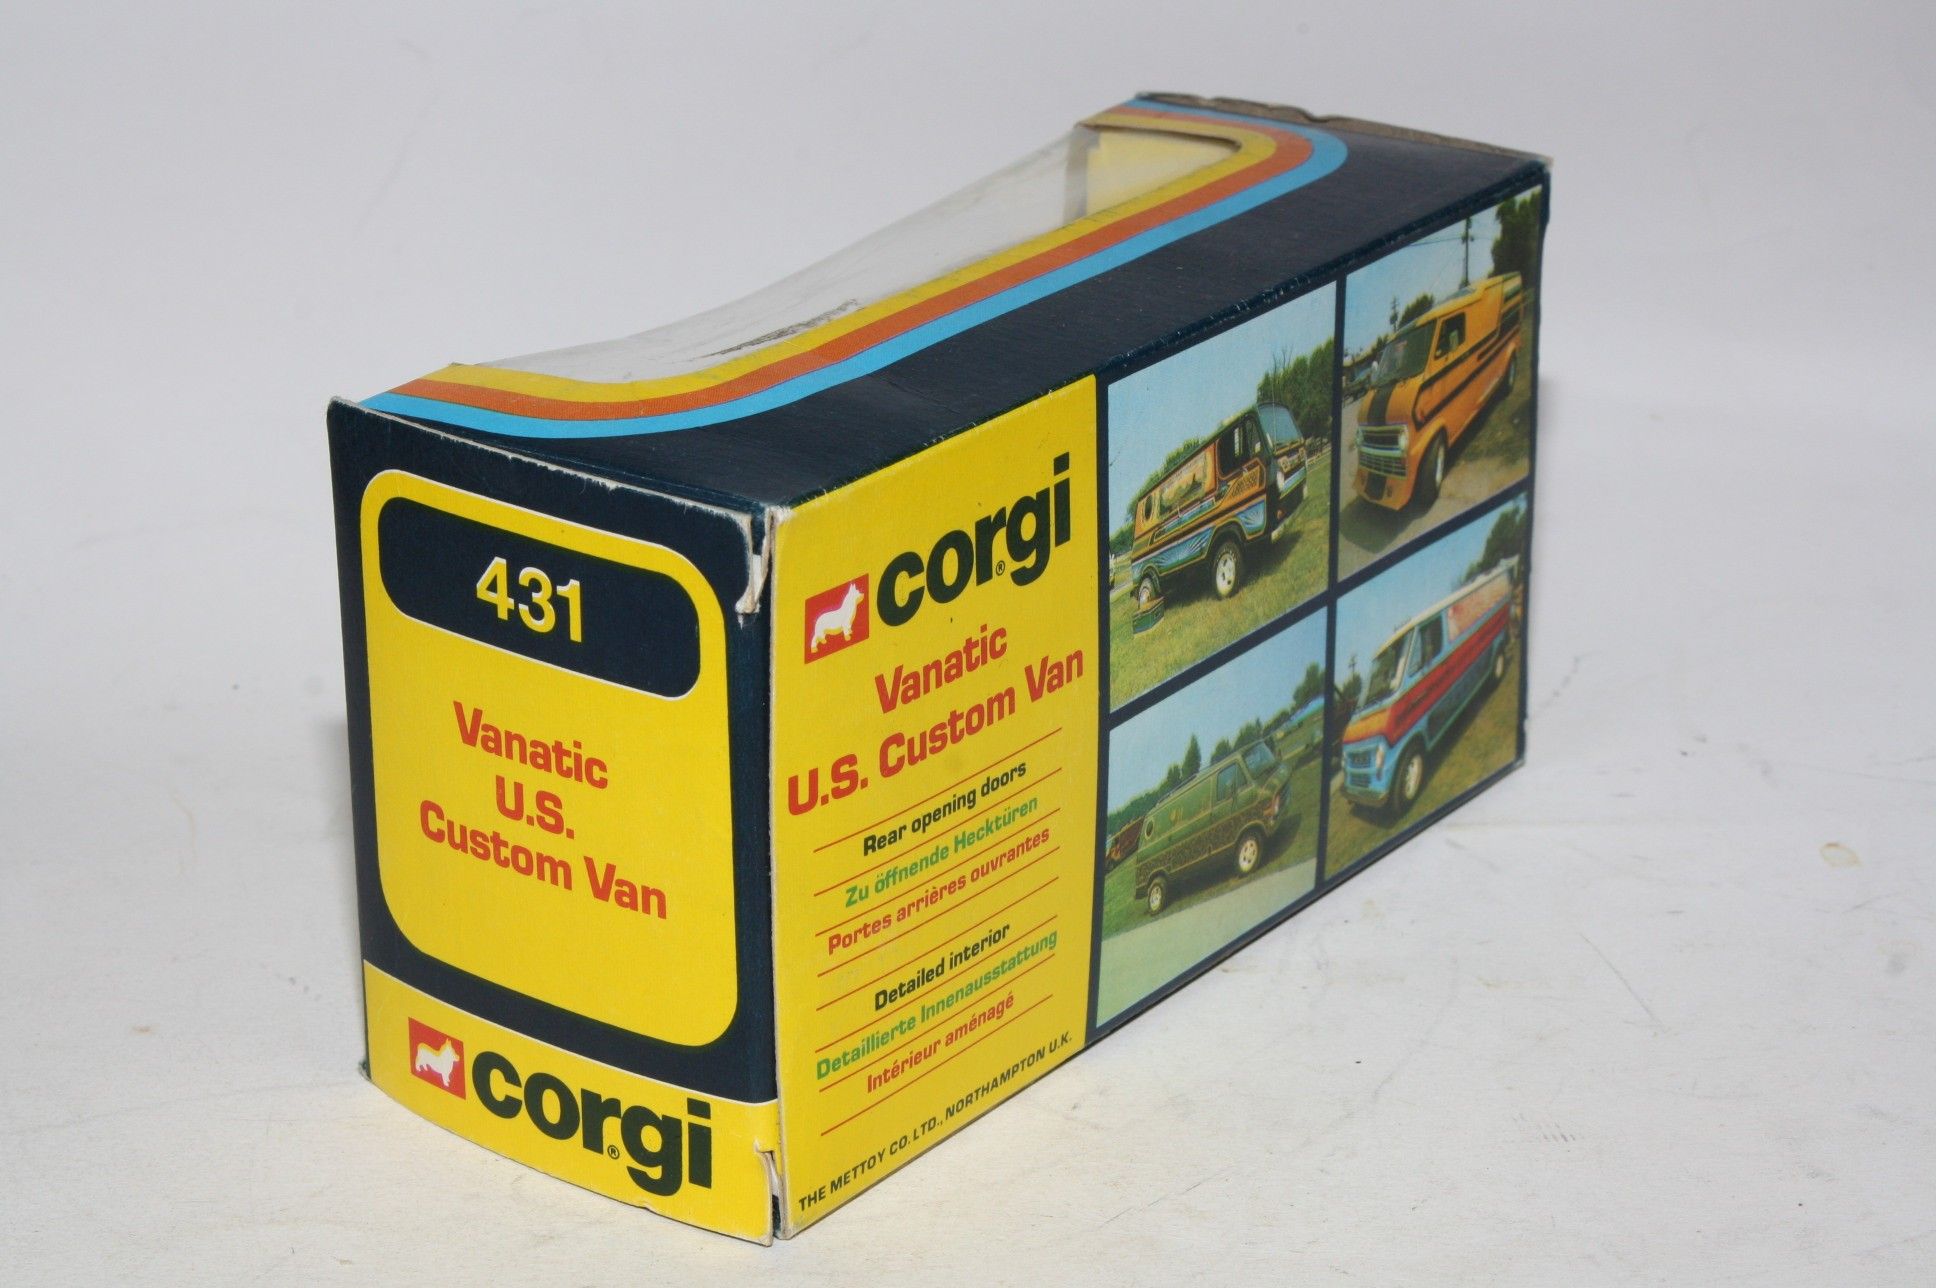 431
Vanatic
U.S.
Custom Van
corgi®
corgi®
Vanatic
U.S. Custom Van
Rear opening doors
Zu öffnende Hecktüren
Portes arrières ouvrantes
Detailed interior
Detaillierte Innenausstattung
Intérieur aménagé
THE METTOY CO. LTD., NORTHAMPTON U.K.